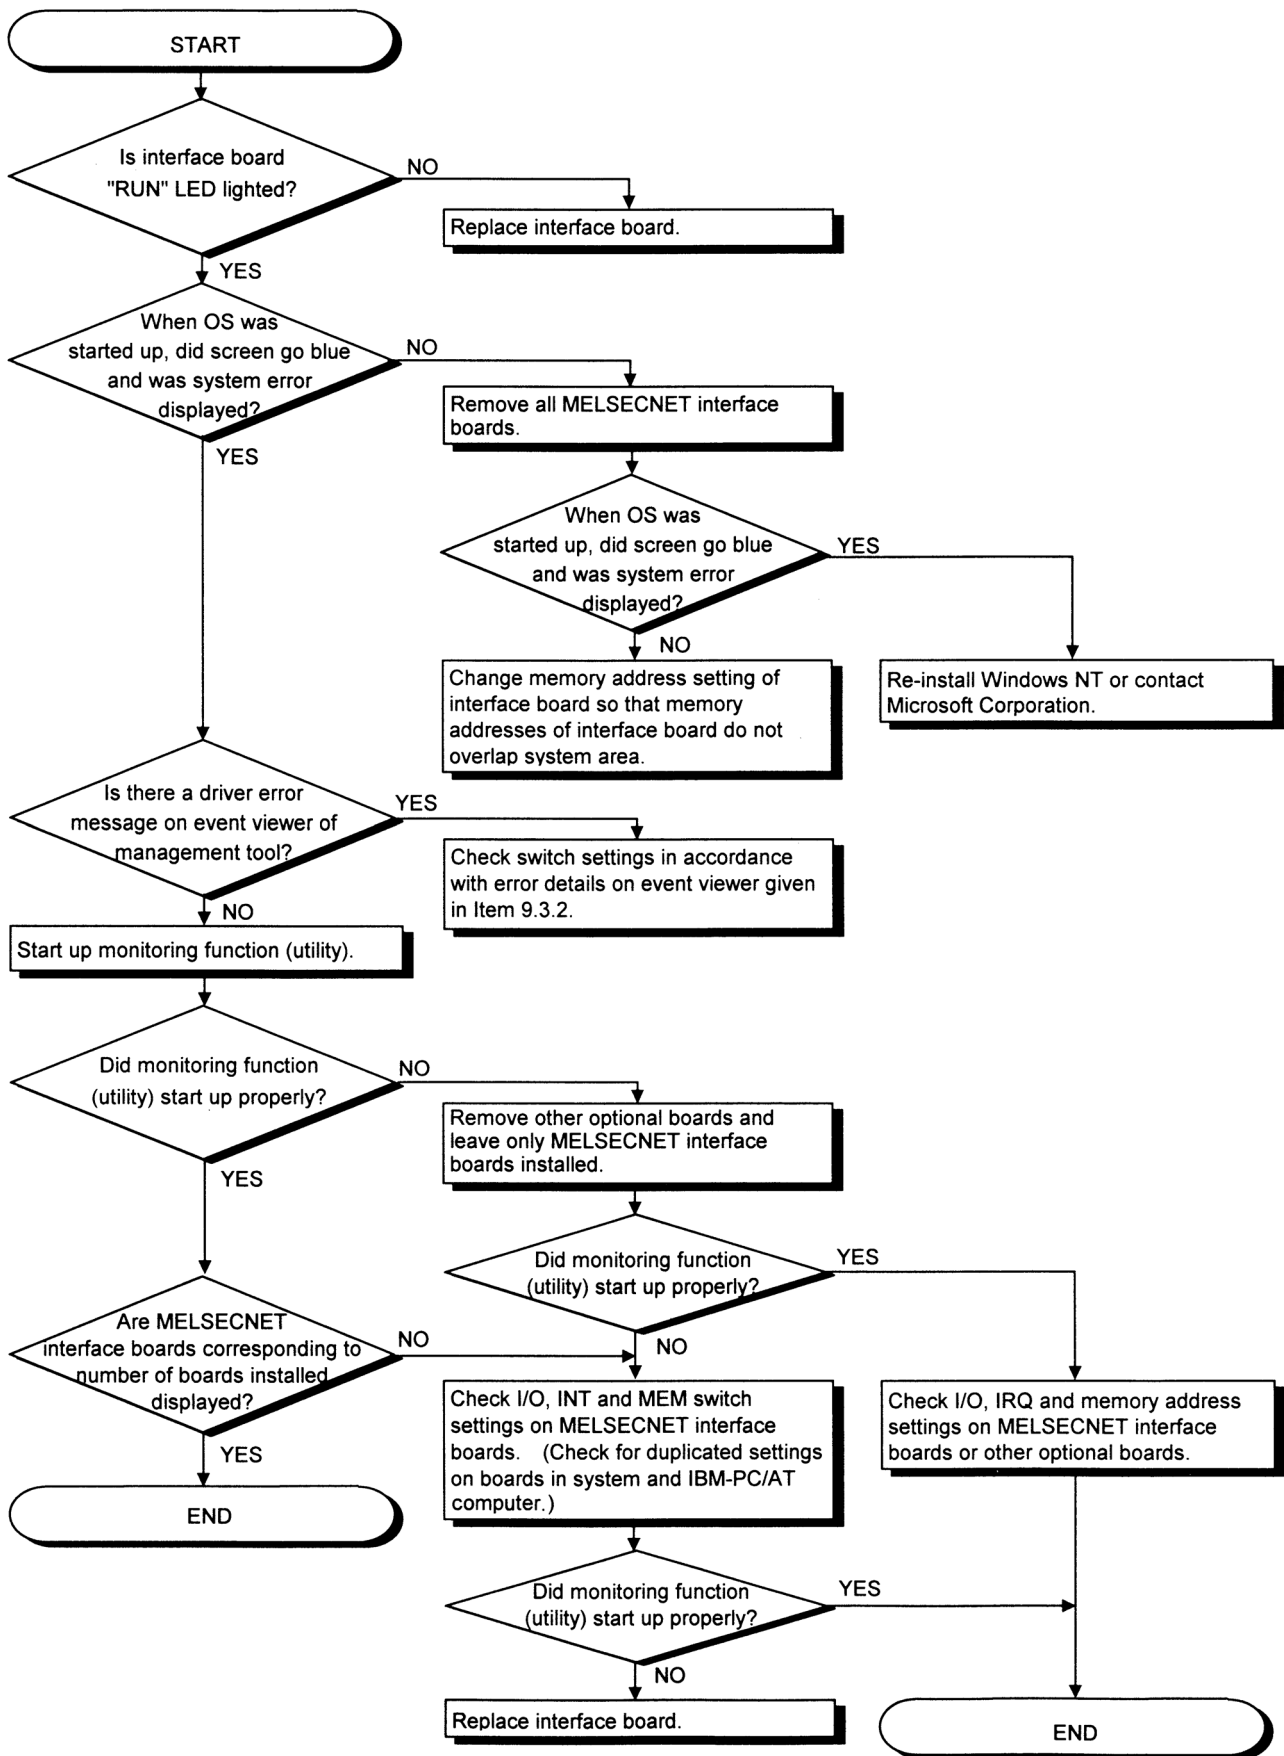 START
Is interface board
"RUN" LED lighted?
NO
Replace interface board.
YES
When OS was
started up, did screen go blue
and was system error
displayed?
NO
Remove all MELSECNET interface
boards.
YES
When OS was
started up, did screen go blue
and was system error
displayed?
YES
NO
Change memory address setting of
interface board so that memory
addresses of interface board do not
overlap system area.
Re-install Windows NT or contact
Microsoft Corporation.
Is there a driver error
message on event viewer of
management tool?
YES
Check switch settings in accordance
with error details on event viewer given
in Item 9.3.2.
NO
Start up monitoring function (utility).
Did monitoring function
(utility) start up properly?
NO
Remove other optional boards and
leave only MELSECNET interface
boards installed.
YES
Did monitoring function
(utility) start up properly?
YES
NO
Are MELSECNET
interface boards corresponding to
number of boards installed
displayed?
NO
Check I/O, INT and MEM switch
settings on MELSECNET interface
boards. (Check for duplicated settings
on boards in system and IBM-PC/AT
computer.)
Check I/O, IRQ and memory address
settings on MELSECNET interface
boards or other optional boards.
YES
END
Did monitoring function
(utility) start up properly?
YES
NO
Replace interface board.
END